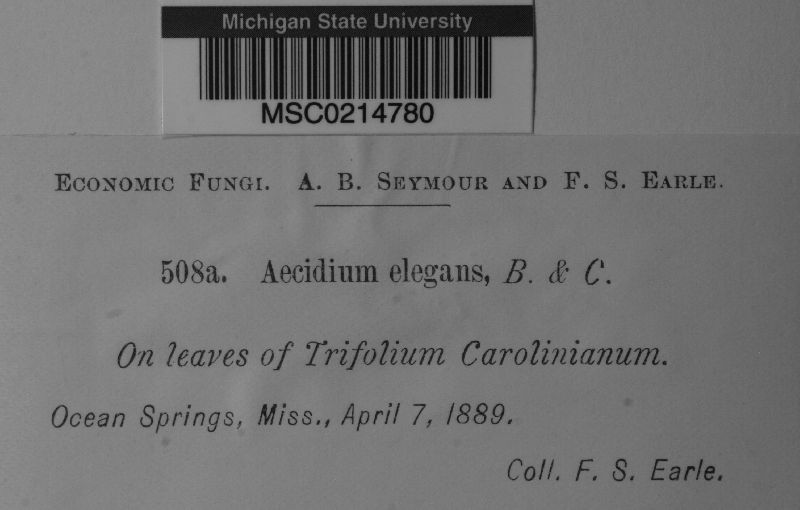 Michigan State University
MSC0214780
Economic Fungi. A. B. Seymour and F. S. Earle.
508a. Aecidium elegans, B. & C.
On leaves of Trifolium Carolinianum.
Ocean Springs, Miss., April 7, 1889.
Coll. F. S. Earle.